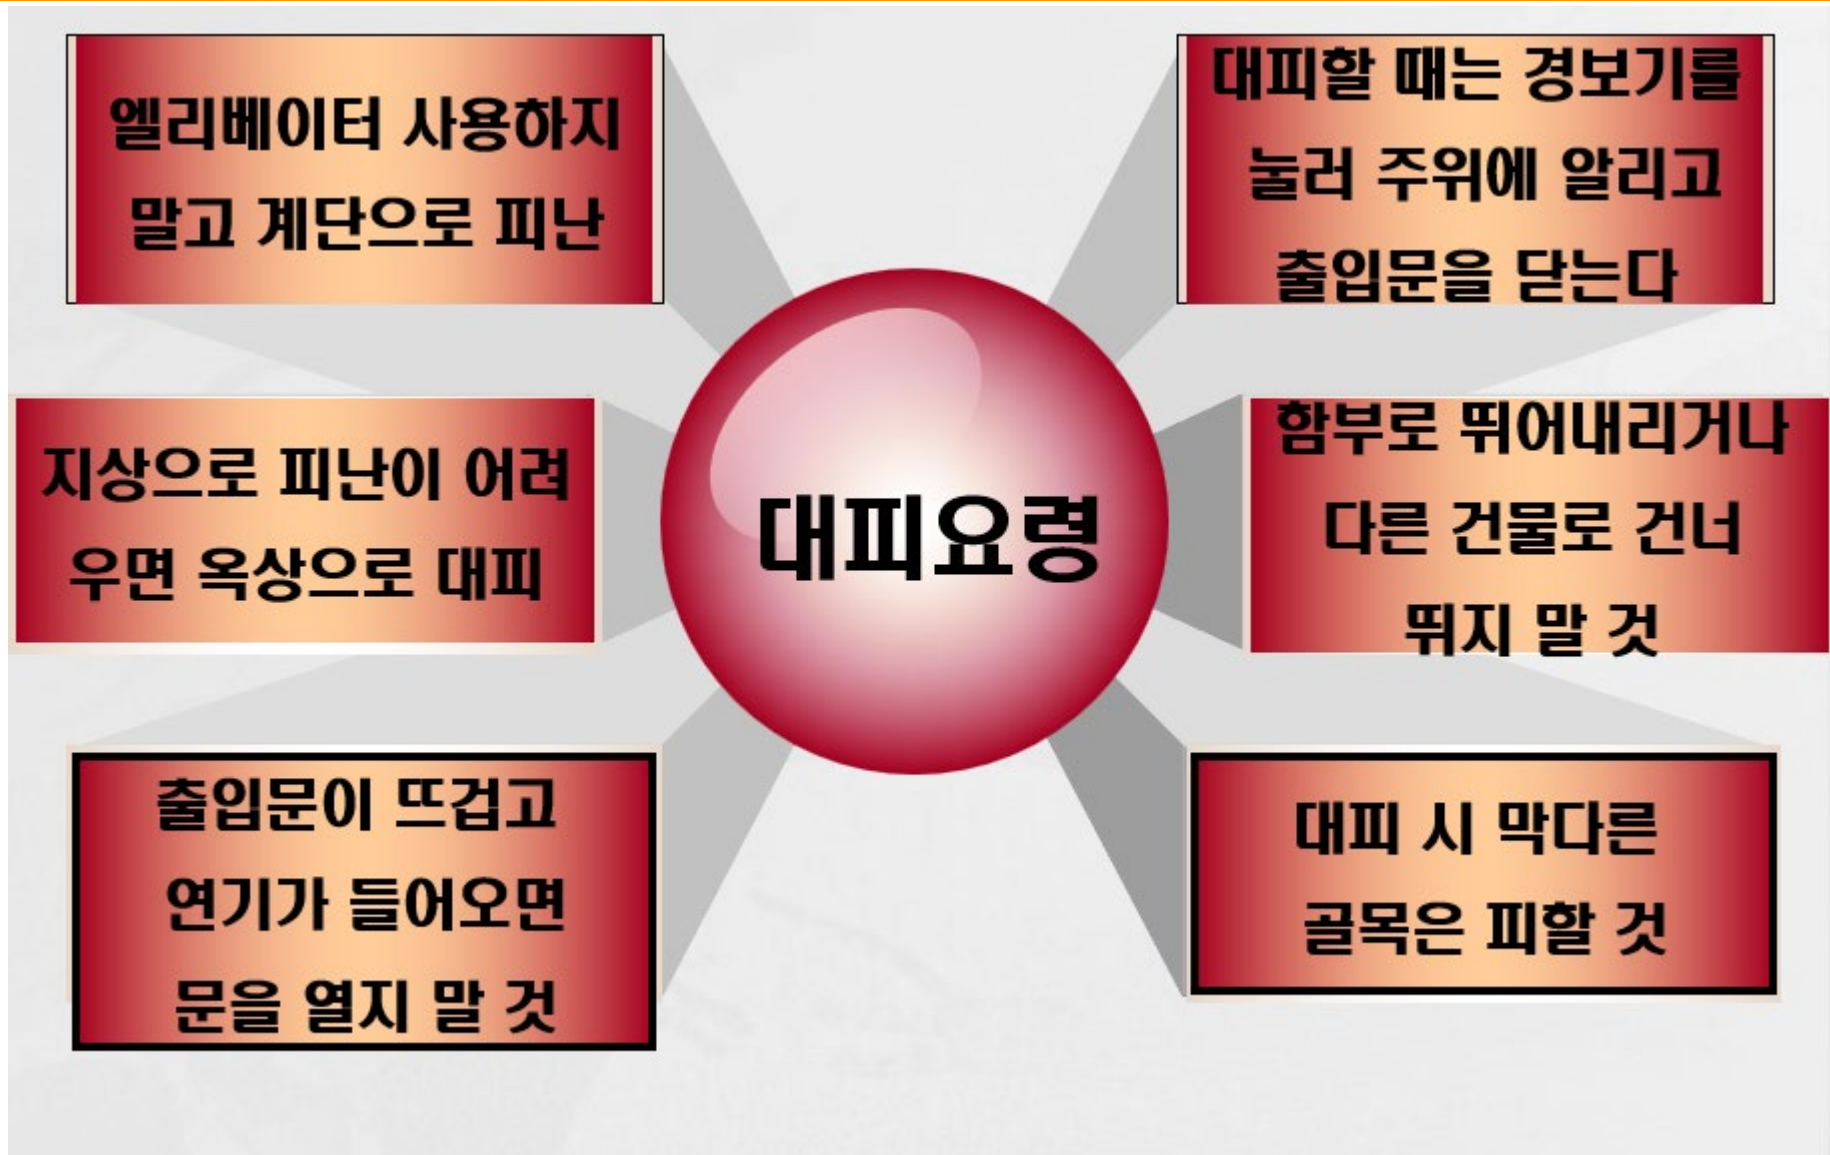 엘리베이터 사용하지
말고 계단으로 피난
대피할 때는 경보기를
눌러 주위에 알리고
출입문을 닫는다
지상으로 피난이 어려
우면 옥상으로 대피
대피요령
함부로 뛰어내리거나
다른 건물로 건너
뛰지 말 것
출입문이 뜨겁고
연기가 들어오면
문을 열지 말 것
대피 시 막다른
골목은 피할 것